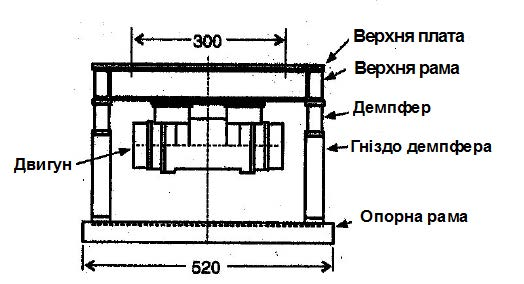 300
Верхня плата
Верхня рама
Демпфер
Гніздо демпфера
Двигун
Опорна рама
520